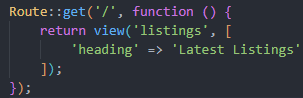 Route::get('/', function () {
    return view('listings', [
        'heading' => 'Latest Listings'
    ]);
});